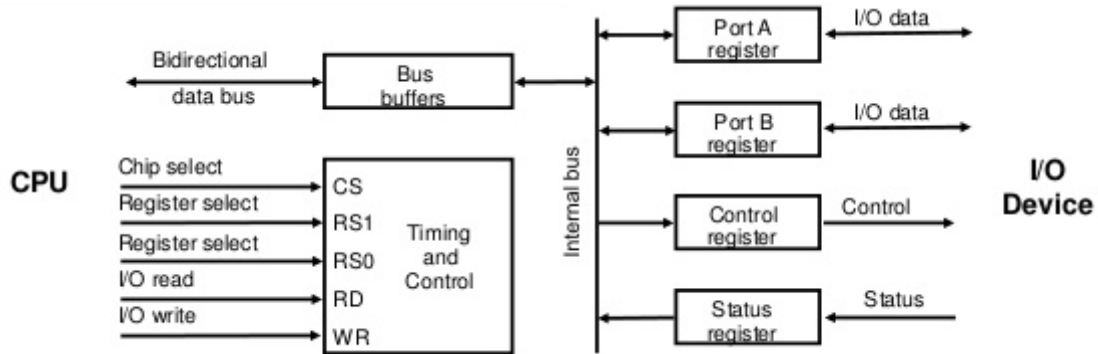 Bidirectional
data bus
Bus
buffers
Port A
register
I/O data
Port B
register
I/O data
CPU
Chip select
Register select
Register select
I/O read
I/O write
CS
RS1
RS0
RD
WR
Timing
and
Control
Internal bus
Control
register
Control
Status
register
Status
I/O
Device